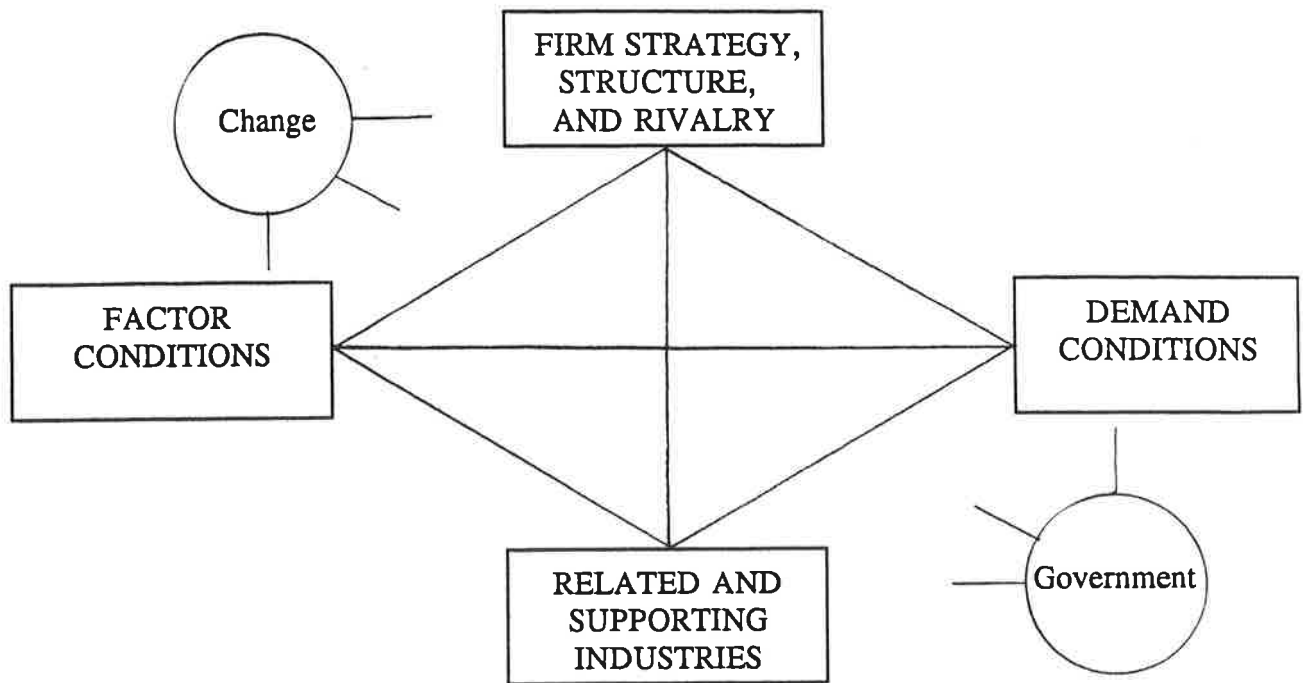 FIRM STRATEGY,
STRUCTURE,
AND RIVALRY
Change
FACTOR
CONDITIONS
DEMAND
CONDITIONS
RELATED AND
SUPPORTING
INDUSTRIES
Government